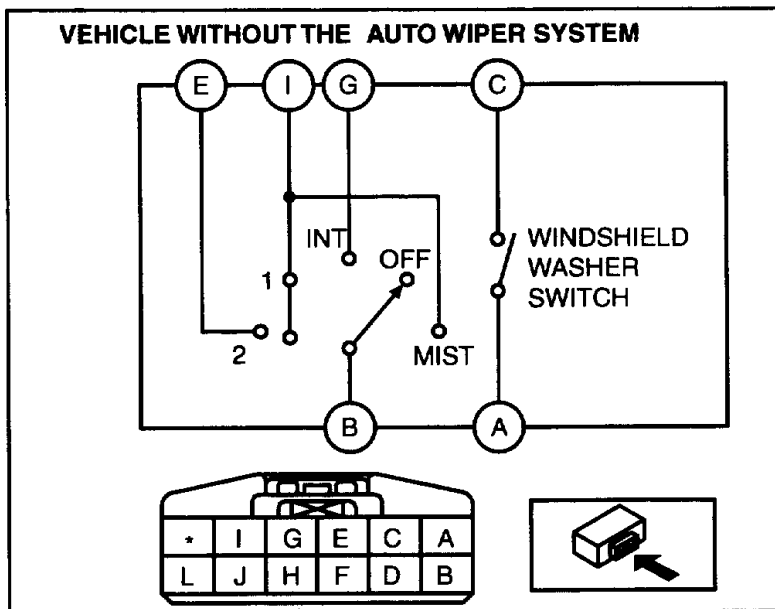 VEHICLE WITHOUT THE AUTO WIPER SYSTEM
E I G C
INT
OFF
WINDSHIELD
WASHER
SWITCH
1
2
MIST
B A
* I G E C A
L J H F D B